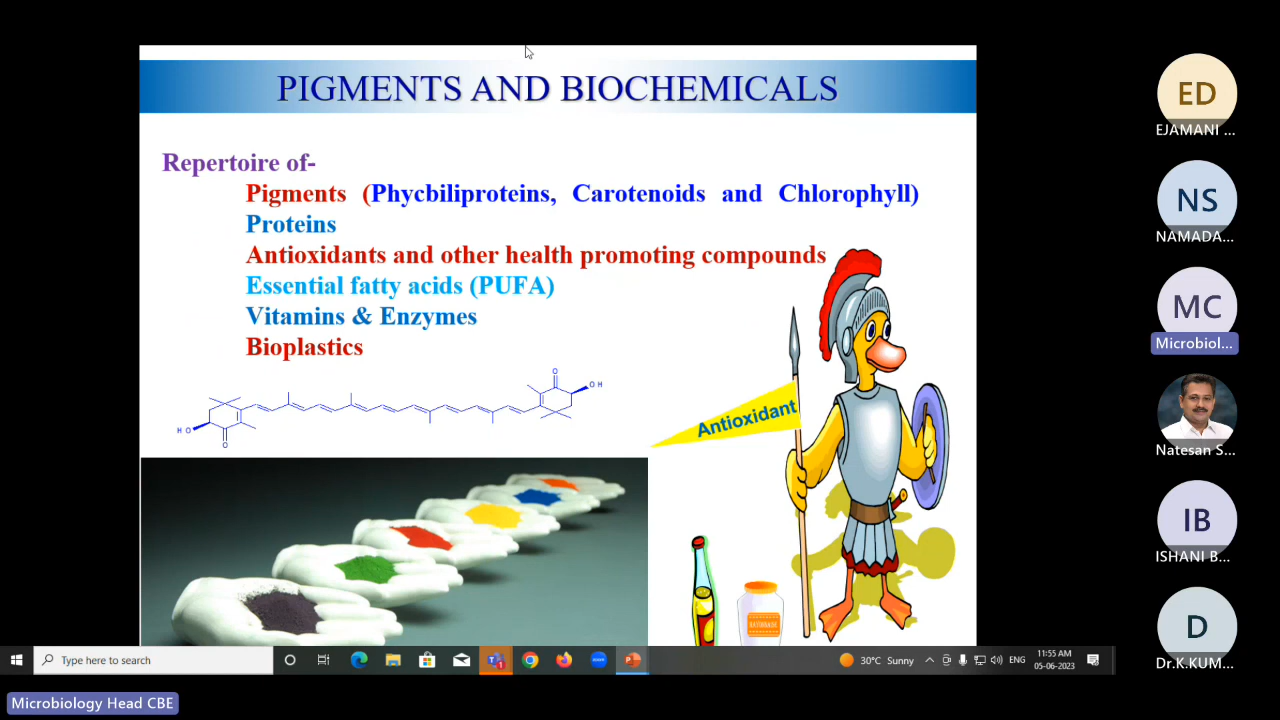 PIGMENTS AND BIOCHEMICALS
Repertoire of-
Pigments (Phycbiliproteins, Carotenoids and Chlorophyll)
Proteins
Antioxidants and other health promoting compounds
Essential fatty acids (PUFA)
Vitamins & Enzymes
Bioplastics
O
OH
HO
O
Antioxidant
MAYONNAISE
ED
EJAMANI ...
NS
NAMADA...
MC
Microbiol...
Natesan S...
IB
ISHANI B...
D
Dr.K.KUM...
Type here to search
30°C Sunny
ENG
11:55 AM
05-06-2023
Microbiology Head CBE